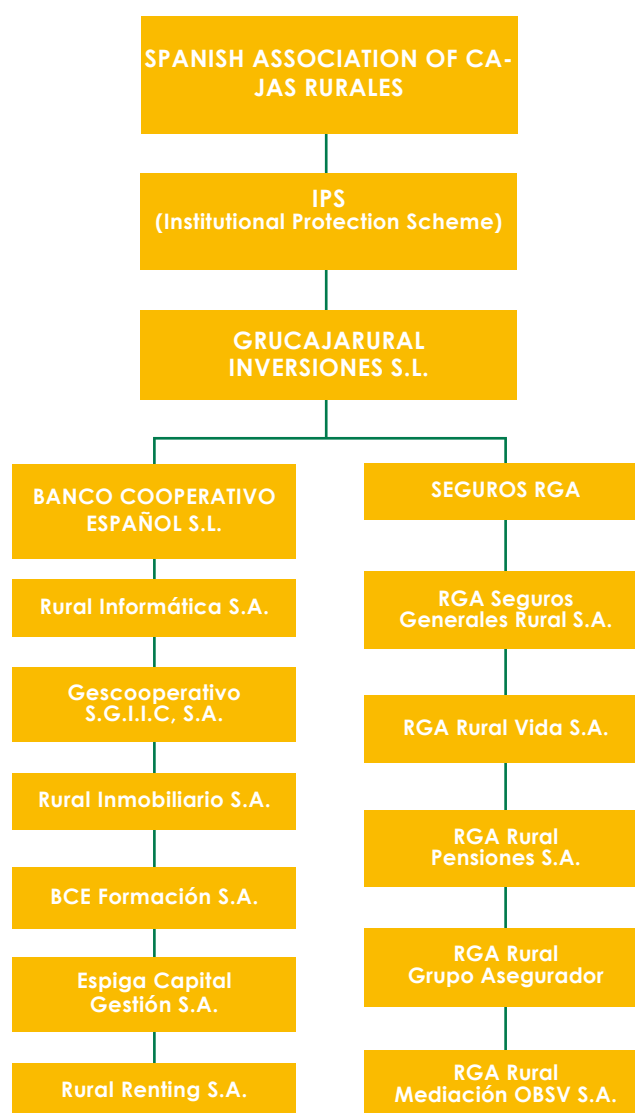 SPANISH ASSOCIATION OF CA-
JAS RURALES
IPS
(Institutional Protection Scheme)
GRUCAJARURAL
INVERSIONES S.L.
BANCO COOPERATIVO
ESPAÑOL S.L.
Rural Informática S.A.
Gescooperativo
S.G.I.I.C, S.A.
Rural Inmobiliario S.A.
BCE Formación S.A.
Espiga Capital
Gestión S.A.
Rural Renting S.A.
SEGUROS RGA
RGA Seguros
Generales Rural S.A.
RGA Rural Vida S.A.
RGA Rural
Pensiones S.A.
RGA Rural
Grupo Asegurador
RGA Rural
Mediación OBSV S.A.